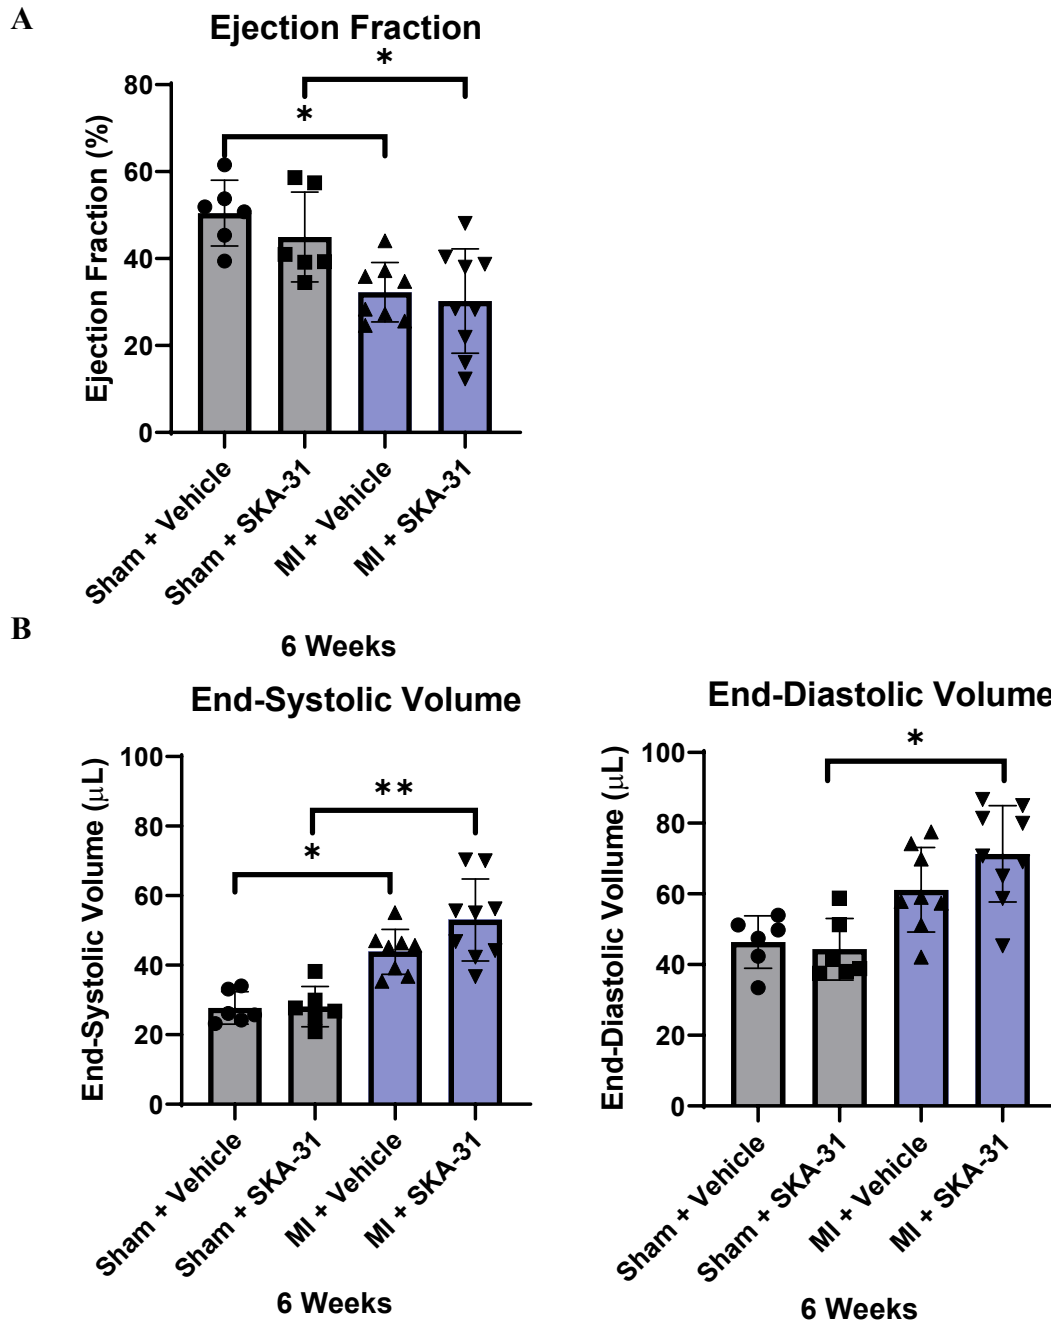 A
Ejection Fraction
*
*
Ejection Fraction (%)
80
60
40
20
0
Sham + Vehicle
Sham + SKA-31
MI + Vehicle
MI + SKA-31
6 Weeks
B
End-Systolic Volume
**
*
End-Systolic Volume (μL)
100
80
60
40
20
0
Sham + Vehicle
Sham + SKA-31
MI + Vehicle
MI + SKA-31
6 Weeks
End-Diastolic Volume
*
End-Diastolic Vollume (μL)
100
80
60
40
20
0
Sham + Vehicle
Sham + SKA-31
MI + Vehicle
MI + SKA-31
6 Weeks